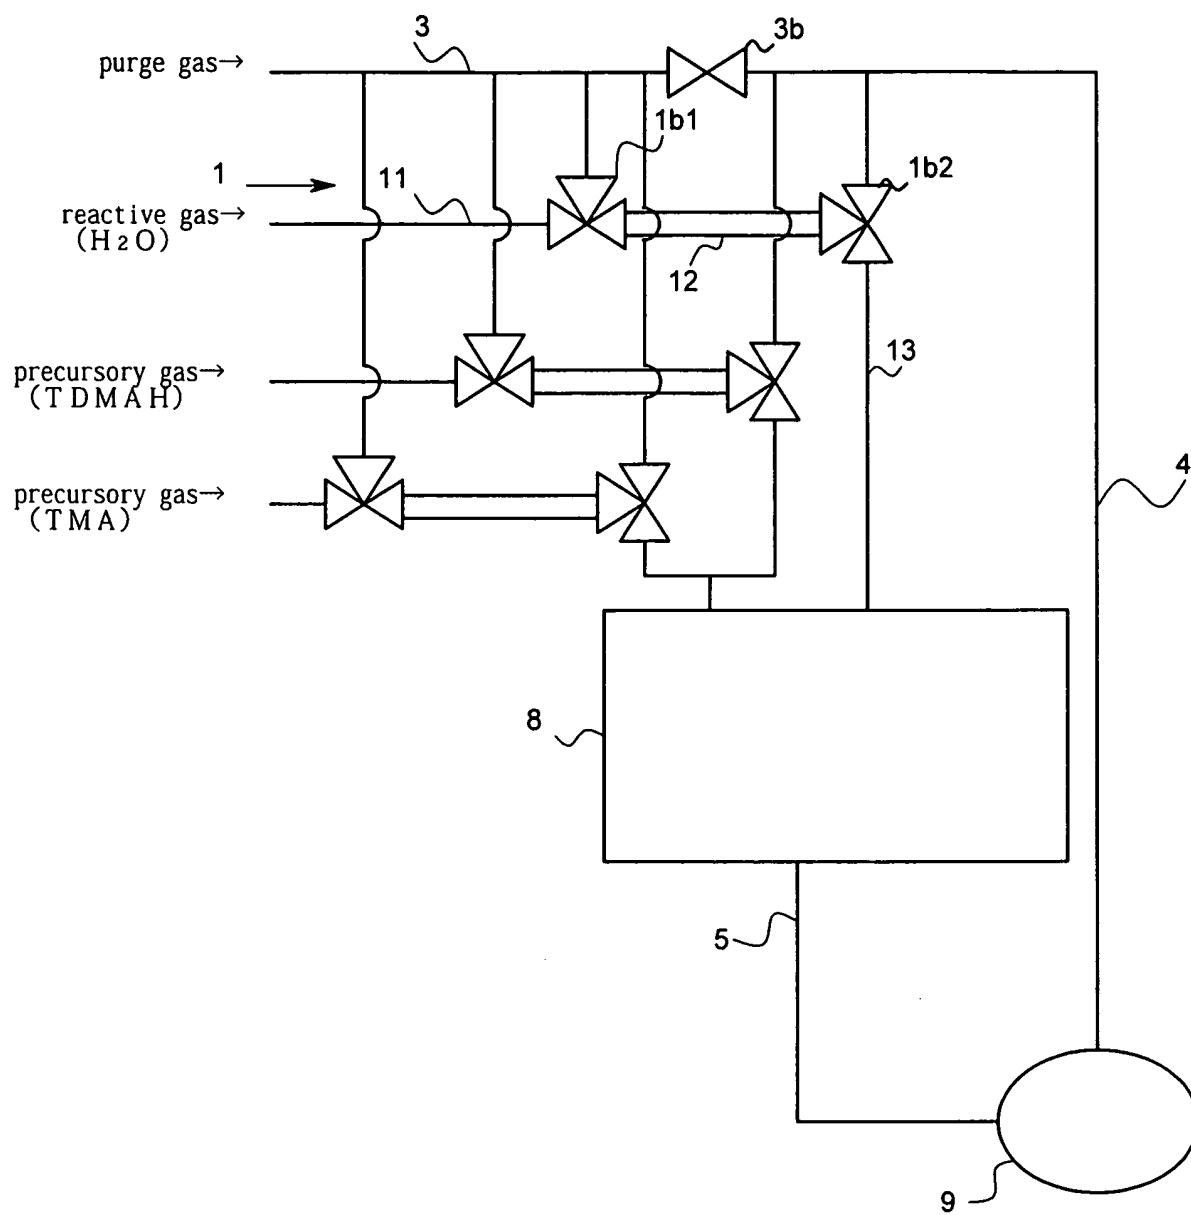 3
3b
purge gas→
1b1
1
11
1b2
reactive gas→
(H2O)
12
13
precursory gas→
(TDMAH)
4
precursory gas→
(TMA)
8
5
9